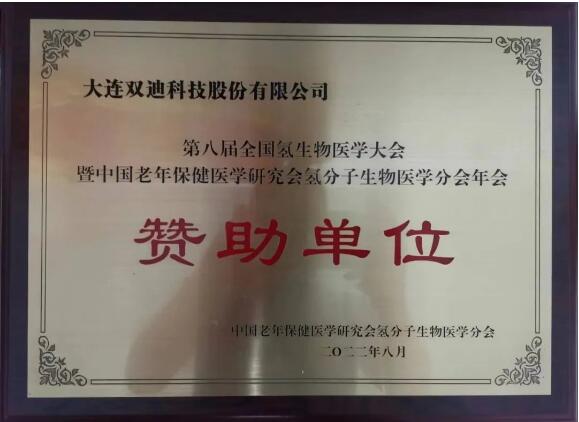 大连双迪科技股份有限公司
第八届全国氢生物医学大会
暨中国老年保健医学研究会氢分子生物医学分会年会
赞助单位
中国老年保健医学研究会氢分子生物医学分会
二〇二二年八月